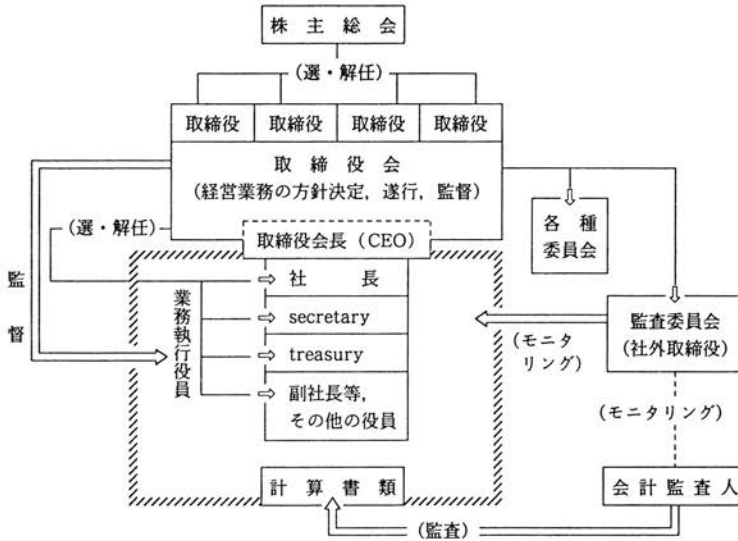 株主総会
(選・解任)
取締役 取締役 取締役 取締役
取締役会
(経営業務の方針決定,遂行,監督)
(選・解任)
取締役会長(CEO)
各種
委員会
監督
業務執行役員
社長
secretary
treasury
副社長等,
その他の役員
(モニタリング)
監査委員会
(社外取締役)
(モニタリング)
計算書類
会計監査人
(監査)